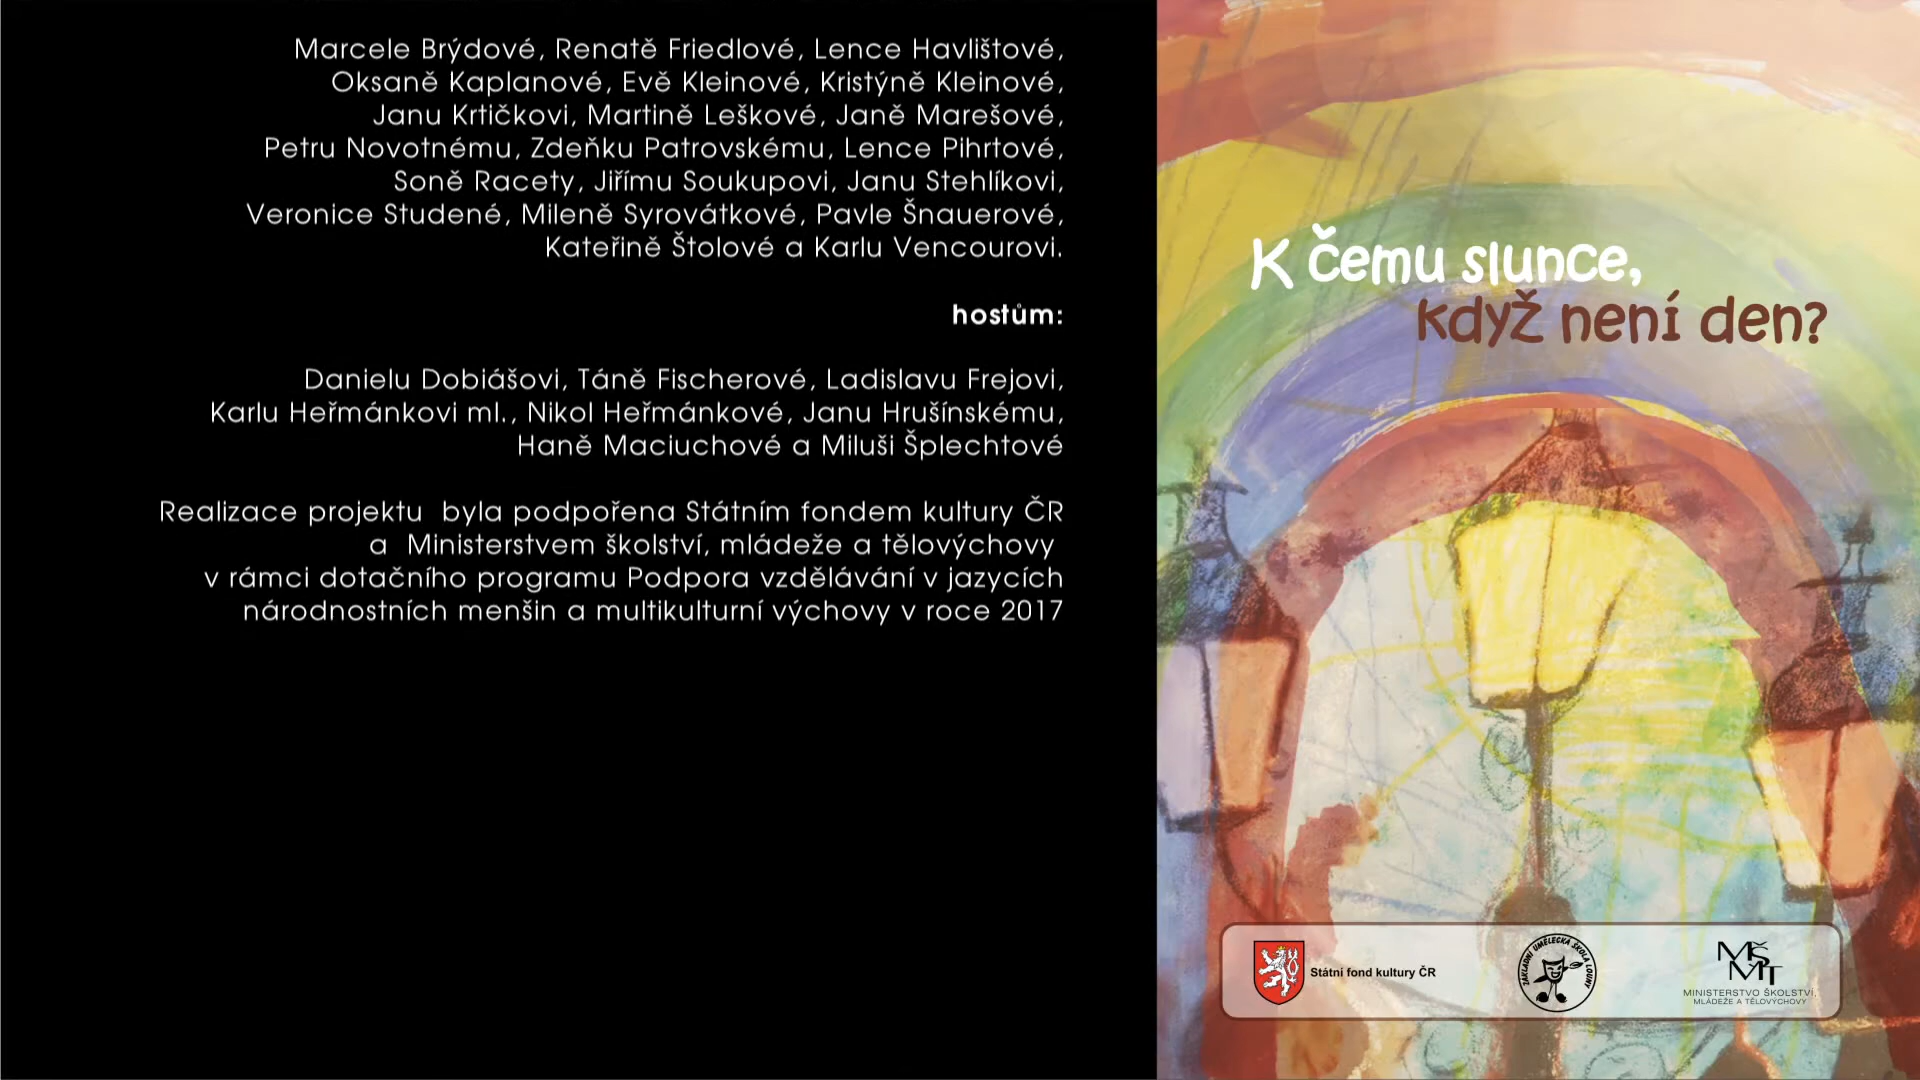 Marcele Brýdové, Renatě Friedlové, Lence Havlištové,
Oksaně Kaplanové, Evě Kleinové, Kristýně Kleinové,
Janu Krtičkovi, Martině Leškové, Janě Marešové,
Petru Novotnému, Zdeňku Patrovskému, Lence Pihrtové,
Soně Racety, Jiřímu Soukupovi, Janu Stehlíkovi,
Veronice Studené, Mileně Syrovátkové, Pavle Šnauerové,
Kateřině Štolové a Karlu Vencourovi.
hostům:
Danielu Dobiášovi, Táně Fischerové, Ladislavu Frejovi,
Karlu Heřmánkovi ml., Nikol Heřmánkové, Janu Hrušínskému,
Haně Maciuchové a Miluši Šplechtové
Realizace projektu byla podpořena Státním fondem kultury ČR
a Ministerstvem školství, mládeže a tělovýchovy
v rámci dotačního programu Podpora vzdělávání v jazycích
národnostních menšin a multikulturní výchovy v roce 2017
K čemu slunce,
když není den?
Státní fond kultury ČR
ZÁKLADNÍ UMĚLECKÁ ŠKOLA LOUNY
MŠMT
MINISTERSTVO ŠKOLSTVÍ,
MLÁDEŽE A TĚLOVÝCHOVY